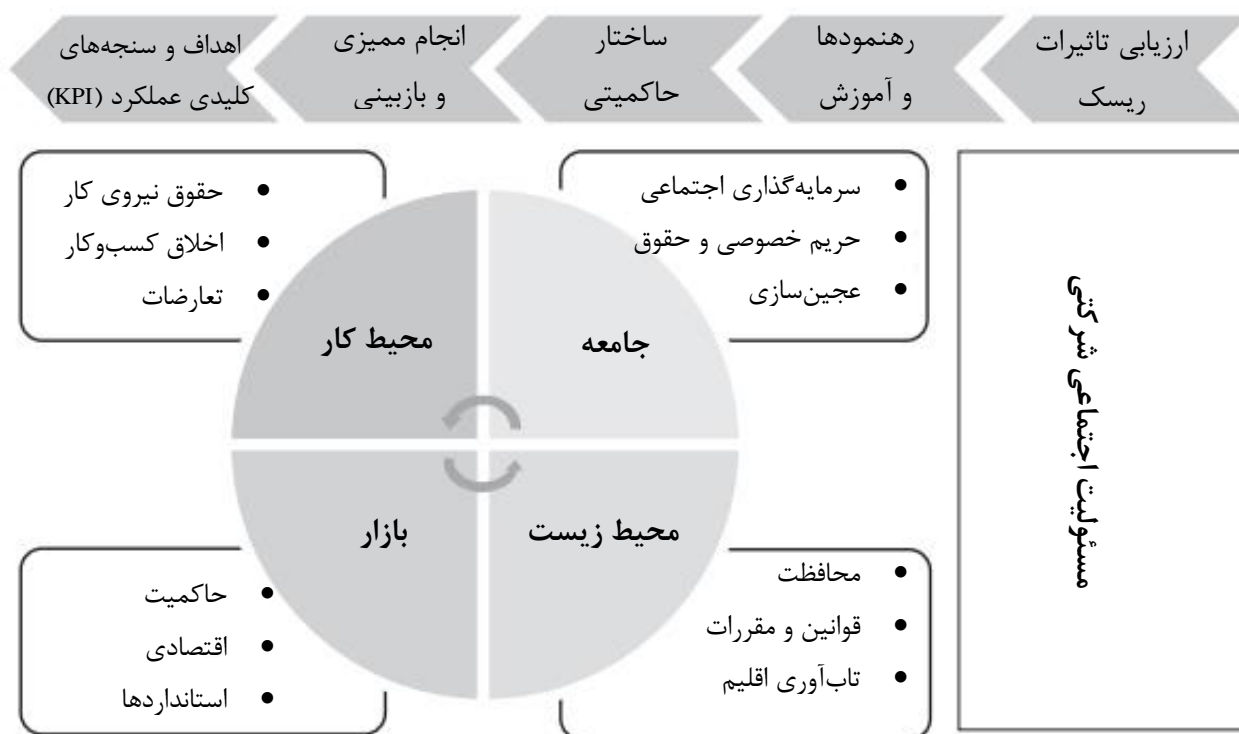 ارزیابی تاثیرات
ریسک
رهنمودها
و آموزش
ساختار
حاکمیتی
انجام ممیزی
و بازبینی
اهداف و سنجه‌های
کلیدی عملکرد (KPI)
مسئولیت اجتماعی شرکتی
• سرمایه‌گذاری اجتماعی
• حریم خصوصی و حقوق
• عجین‌سازی
جامعه
• حقوق نیروی کار
• اخلاق کسب‌وکار
• تعارضات
محیط کار
محیط زیست
• محافظت
• قوانین و مقررات
• تاب‌آوری اقلیم
بازار
• حاکمیت
• اقتصادی
• استانداردها